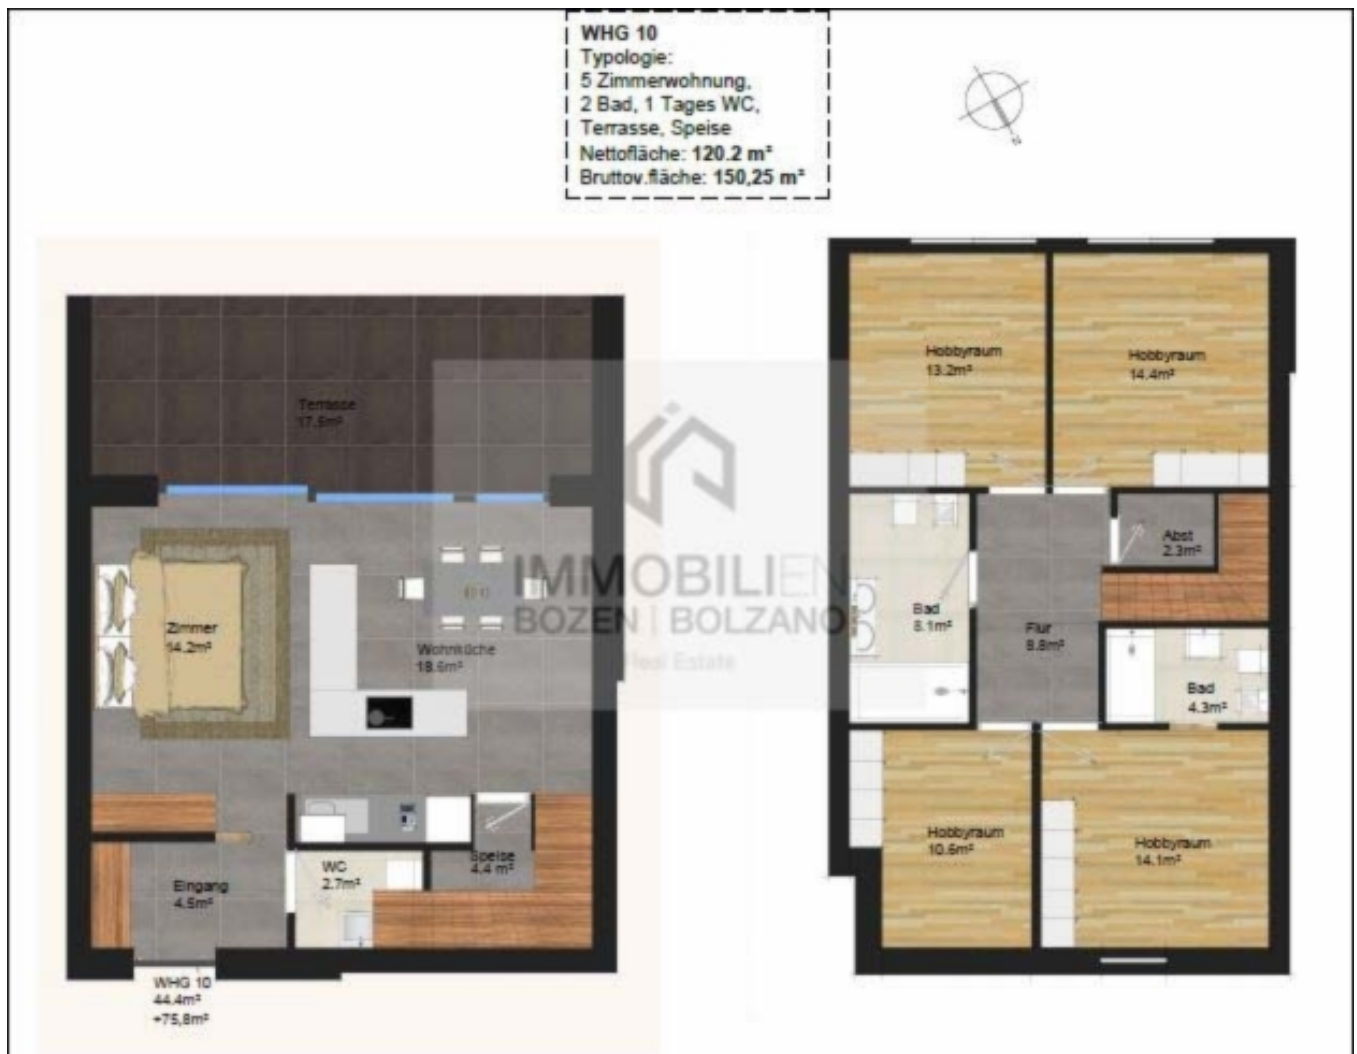 WHG 10
Typologie:
5 Zimmerwohnung,
2 Bad, 1 Tages WC,
Terrasse, Speise
Nettofläche: 120.2 m²
Bruttov.fläche: 150,25 m²
N
Terrasse
17.5m²
Zimmer
14.2m²
Wohnküche
18.6m²
Eingang
4.5m²
WC
2.7m²
Speise
4.4 m²
WHG 10
44.4m²
+75,8m²
IMMOBILIEN
BOZEN | BOLZANO
Real Estate
Hobbyraum
13.2m²
Hobbyraum
14.4m²
Abst
2.3m²
Bad
8.1m²
Flur
8.8m²
Bad
4.3m²
Hobbyraum
10.6m²
Hobbyraum
14.1m²